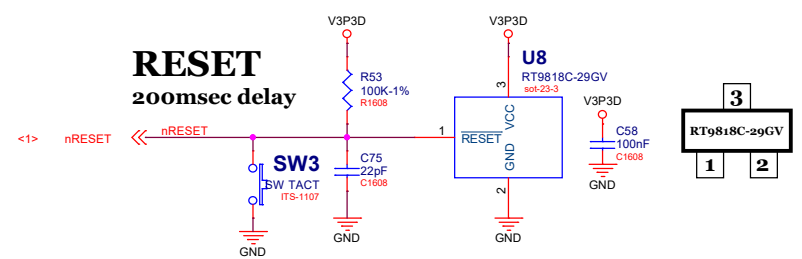 RESET
200msec delay
V3P3D
R53
100K-1%
R1608
V3P3D
U8
RT9818C-29GV
sot-23-3
3
VCC
1
RESET
GND
2
GND
<1>
nRESET
nRESET
SW3
SW TACT
ITS-1107
GND
C75
22pF
C1608
GND
V3P3D
C58
100nF
C1608
GND
3
RT9818C-29GV
1
2